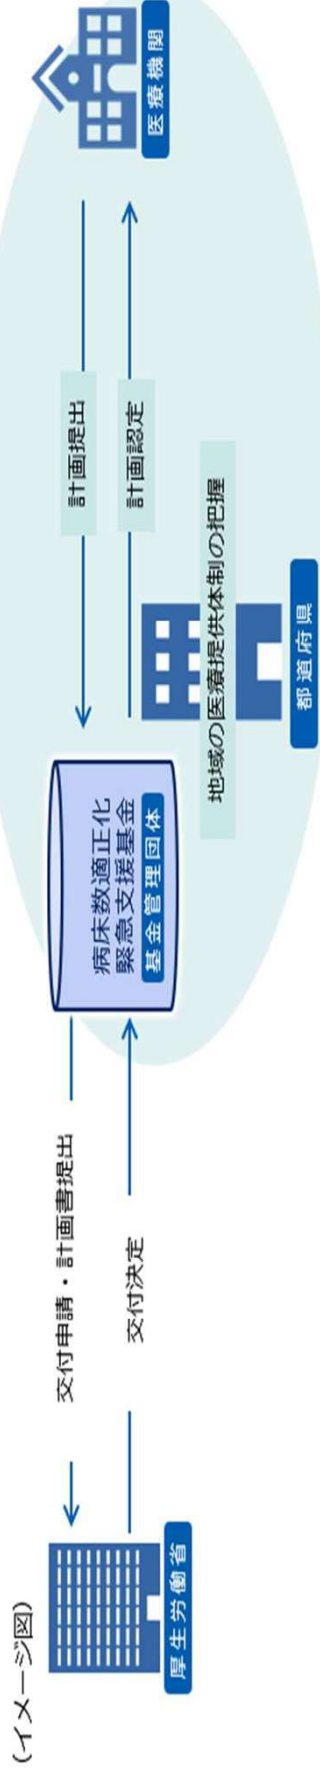 (イメージ図)
厚生労働省
交付申請・計画書提出
交付決定
病床数適正化
緊急支援基金
基金管理団体
計画提出
計画認定
地域の医療提供体制の把握
都道府県
医療機関